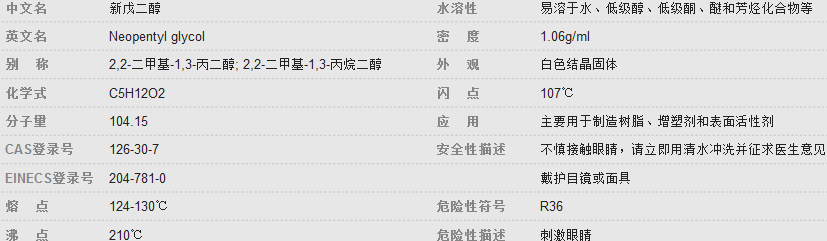 中文名 新戊二醇 水溶性 易溶于水、低级醇、低级酮、醚和芳烃化合物等
英文名 Neopentyl glycol 密 度 1.06g/ml
别 称 2,2-二甲基-1,3-丙二醇; 2,2-二甲基-1,3-丙烷二醇 外 观 白色结晶固体
化学式 C5H12O2 闪 点 107℃
分子量 104.15 应 用 主要用于制造树脂、增塑剂和表面活性剂
CAS登录号 126-30-7 安全性描述 不慎接触眼睛，请立即用清水冲洗并征求医生意见
EINECS登录号 204-781-0 戴护目镜或面具
熔 点 124-130℃ 危险性符号 R36
沸 点 210℃ 危险性描述 刺激眼睛